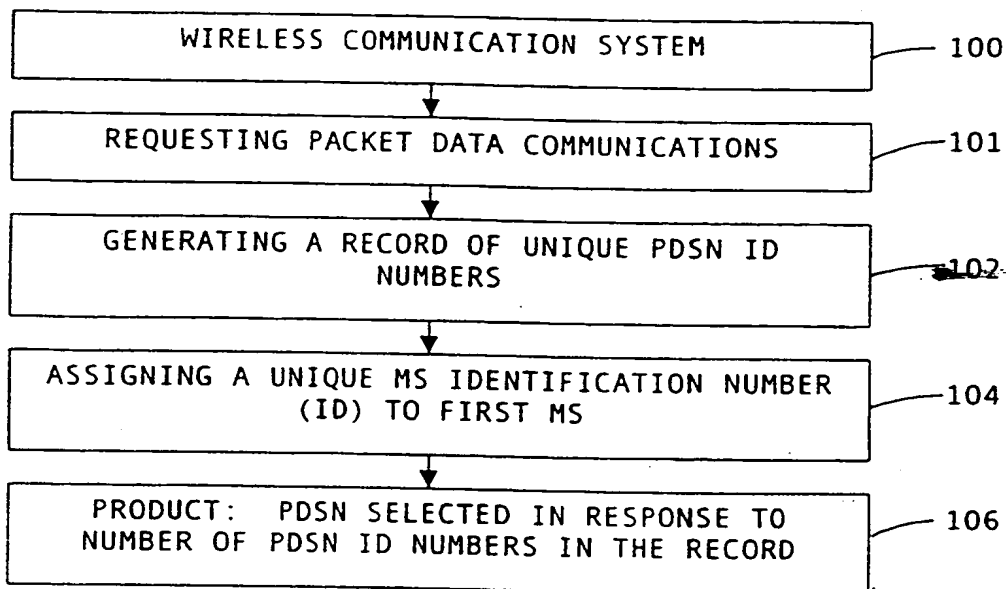 WIRELESS COMMUNICATION SYSTEM
100
REQUESTING PACKET DATA COMMUNICATIONS
101
GENERATING A RECORD OF UNIQUE PDSN ID
NUMBERS
102
ASSIGNING A UNIQUE MS IDENTIFICATION NUMBER
(ID) TO FIRST MS
104
PRODUCT: PDSN SELECTED IN RESPONSE TO
NUMBER OF PDSN ID NUMBERS IN THE RECORD
106